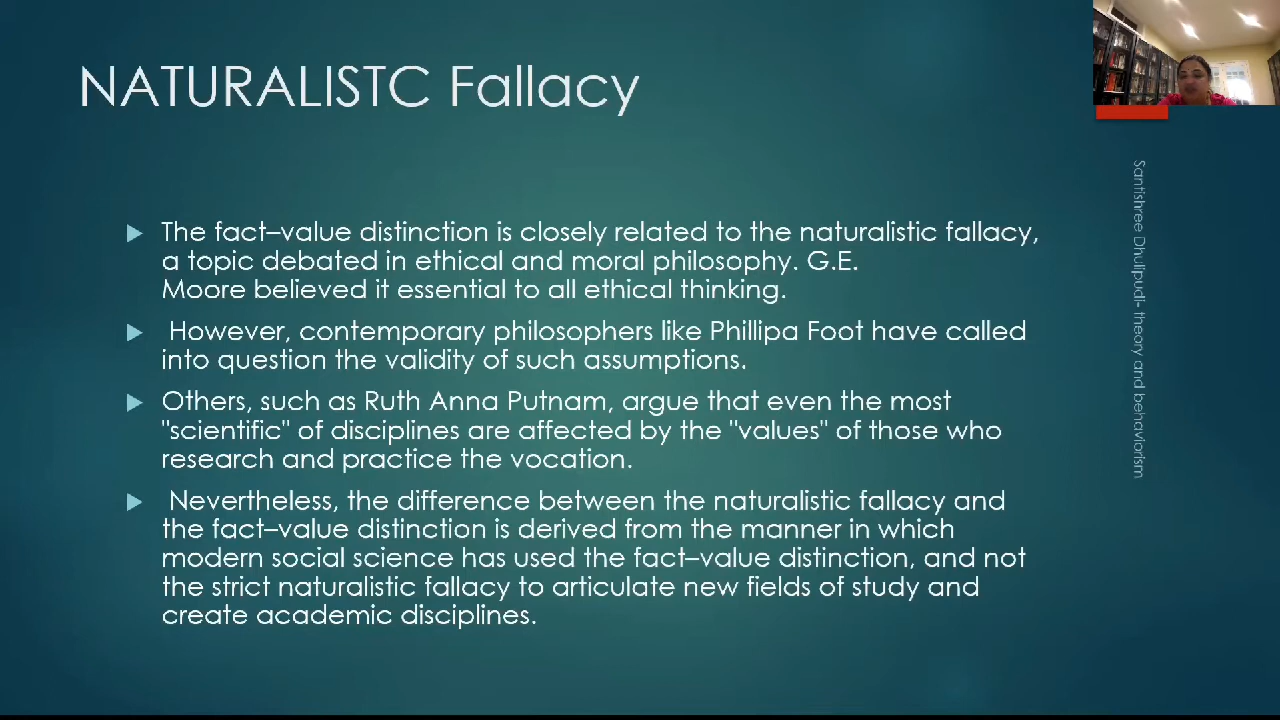 NATURALISTC Fallacy
The fact–value distinction is closely related to the naturalistic fallacy,
a topic debated in ethical and moral philosophy. G.E.
Moore believed it essential to all ethical thinking.
However, contemporary philosophers like Phillipa Foot have called
into question the validity of such assumptions.
Others, such as Ruth Anna Putnam, argue that even the most
"scientific" of disciplines are affected by the "values" of those who
research and practice the vocation.
Nevertheless, the difference between the naturalistic fallacy and
the fact–value distinction is derived from the manner in which
modern social science has used the fact–value distinction, and not
the strict naturalistic fallacy to articulate new fields of study and
create academic disciplines.
Santishree Dhulipudi- theory and behaviorism